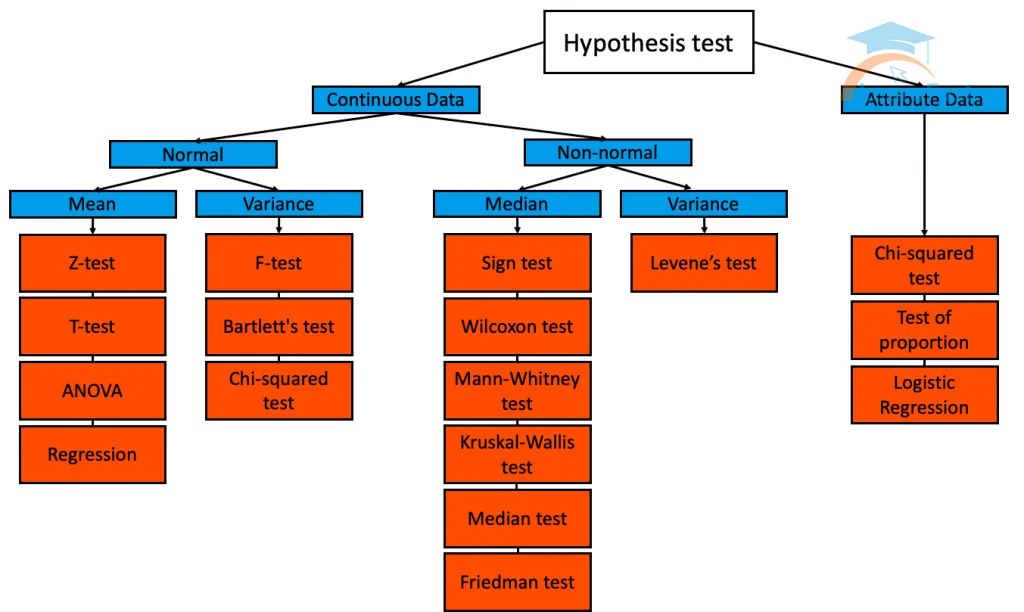 Hypothesis test
Continuous Data
Attribute Data
Normal
Non-normal
Mean
Variance
Median
Variance
Z-test
T-test
ANOVA
Regression
F-test
Bartlett's test
Chi-squared
test
Sign test
Wilcoxon test
Mann-Whitney
test
Kruskal-Wallis
test
Median test
Friedman test
Levene’s test
Chi-squared
test
Test of
proportion
Logistic
Regression